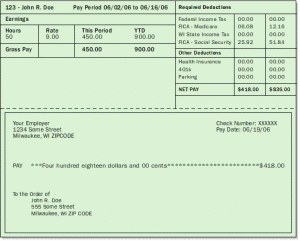 123 - John R. Doe Pay Period 06/02/06 to 06/16/06 Required Deductions
Earnings
Federal Income Tax 00.00 00.00
Hours Rate This Period YTD
FICA - Medicare 06.08 12.16
50 9.00 450.00 900.00
WI State Income Tax 00.00 00.00
FICA - Social Security 25.92 51.84
Gross Pay 450.00 900.00
Other Deductions
Health Insurance 00.00 00.00
401k 00.00 00.00
Parking 00.00 00.00
NET PAY $418.00 $836.00
Your Employer Check Number: XXXXXX
1234 Some Street Pay Date: 06/19/06
Milwaukee, WI ZIPCODE
PAY ***Four hundred eighteen dollars and 00 cents***************************$418.00
To the Order of
John R. Doe
555 Some Street
Milwaukee, WI ZIP CODE